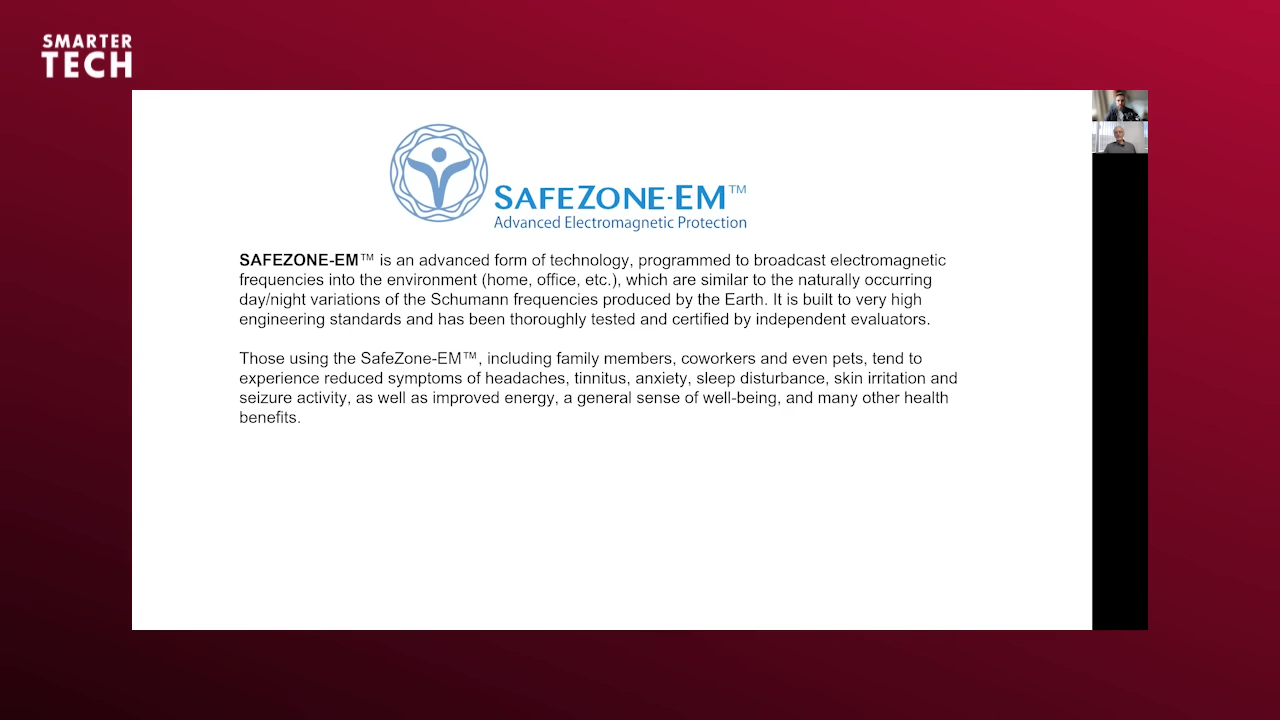 SMARTER
TECH
SAFEZONE-EM™
Advanced Electromagnetic Protection
SAFEZONE-EM™ is an advanced form of technology, programmed to broadcast electromagnetic
frequencies into the environment (home, office, etc.), which are similar to the naturally occurring
day/night variations of the Schumann frequencies produced by the Earth. It is built to very high
engineering standards and has been thoroughly tested and certified by independent evaluators.
Those using the SafeZone-EM™, including family members, coworkers and even pets, tend to
experience reduced symptoms of headaches, tinnitus, anxiety, sleep disturbance, skin irritation and
seizure activity, as well as improved energy, a general sense of well-being, and many other health
benefits.